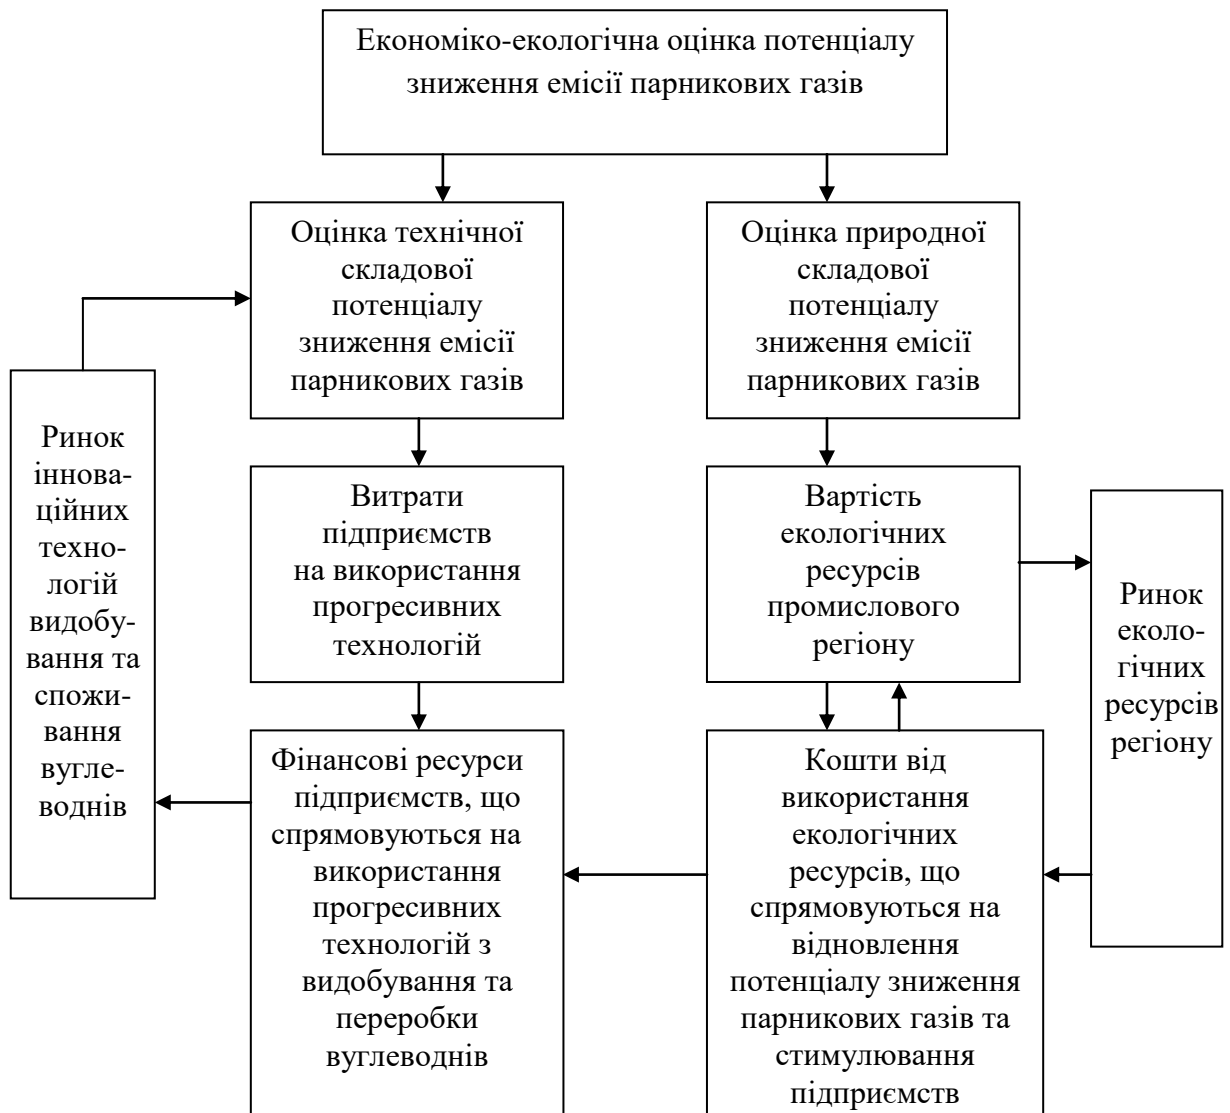 Економіко-екологічна оцінка потенціалу
зниження емісії парникових газів
Оцінка технічної
складової
потенціалу
зниження емісії
парникових газів
Оцінка природної
складової
потенціалу
зниження емісії
парникових газів
Ринок
іннова-
ційних
техно-
логій
видобу-
вання та
спожи-
вання
вугле-
воднів
Витрати
підприємств
на використання
прогресивних
технологій
Вартість
екологічних
ресурсів
промислового
регіону
Ринок
еколо-
гічних
ресурсів
регіону
Фінансові ресурси
підприємств, що
спрямовуються на
використання
прогресивних
технологій з
видобування та
переробки
вуглеводнів
Кошти від
використання
екологічних
ресурсів, що
спрямовуються на
відновлення
потенціалу зниження
парникових газів та
стимулювання
підприємств